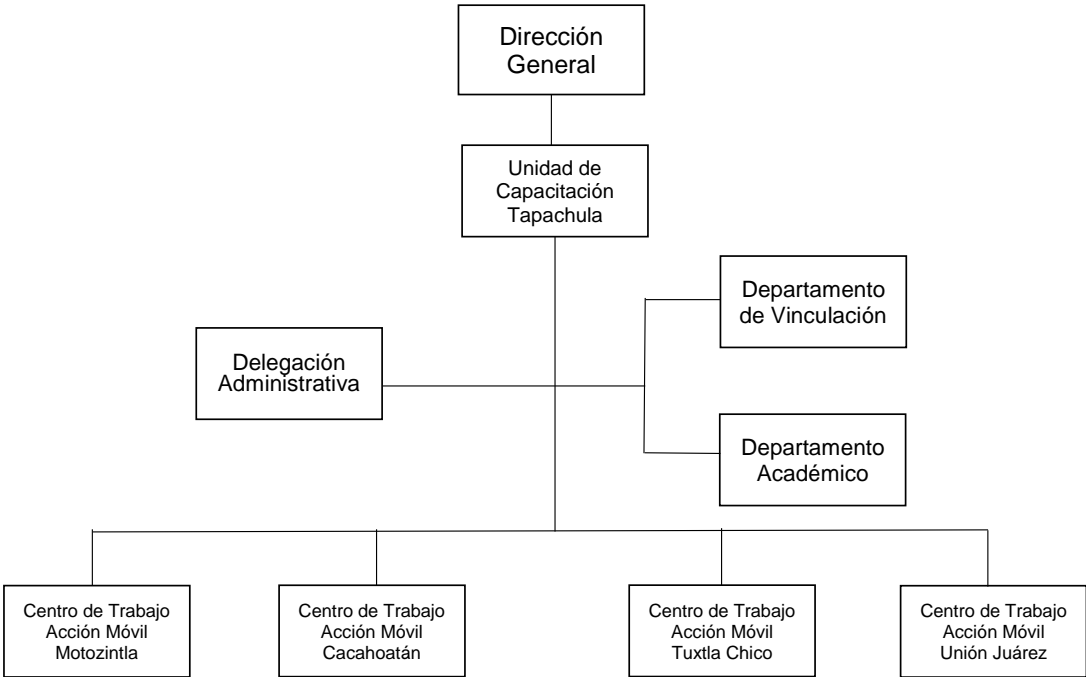 Dirección
General
Unidad de
Capacitación
Tapachula
Departamento
de Vinculación
Delegación
Administrativa
Departamento
Académico
Centro de Trabajo
Acción Móvil
Motozintla
Centro de Trabajo
Acción Móvil
Cacahoatán
Centro de Trabajo
Acción Móvil
Tuxtla Chico
Centro de Trabajo
Acción Móvil
Unión Juárez